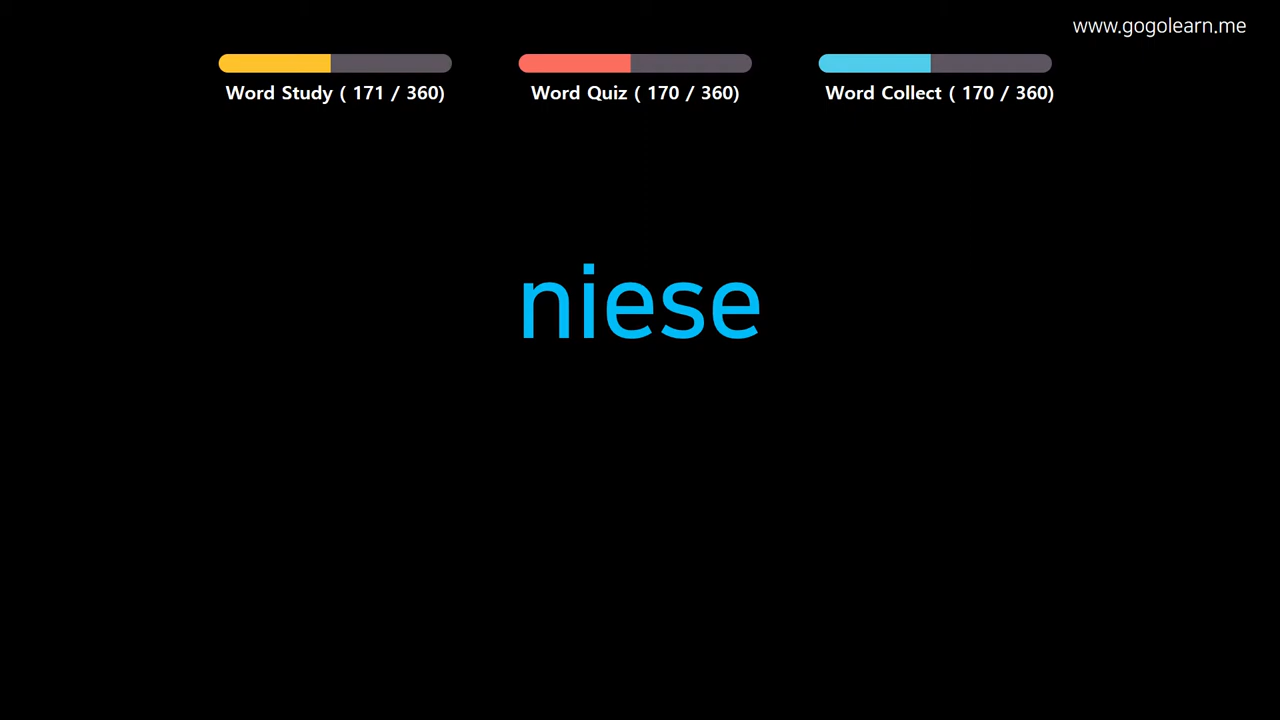 www.gogolearn.me
Word Study ( 171 / 360)
Word Quiz ( 170 / 360)
Word Collect ( 170 / 360)
niese